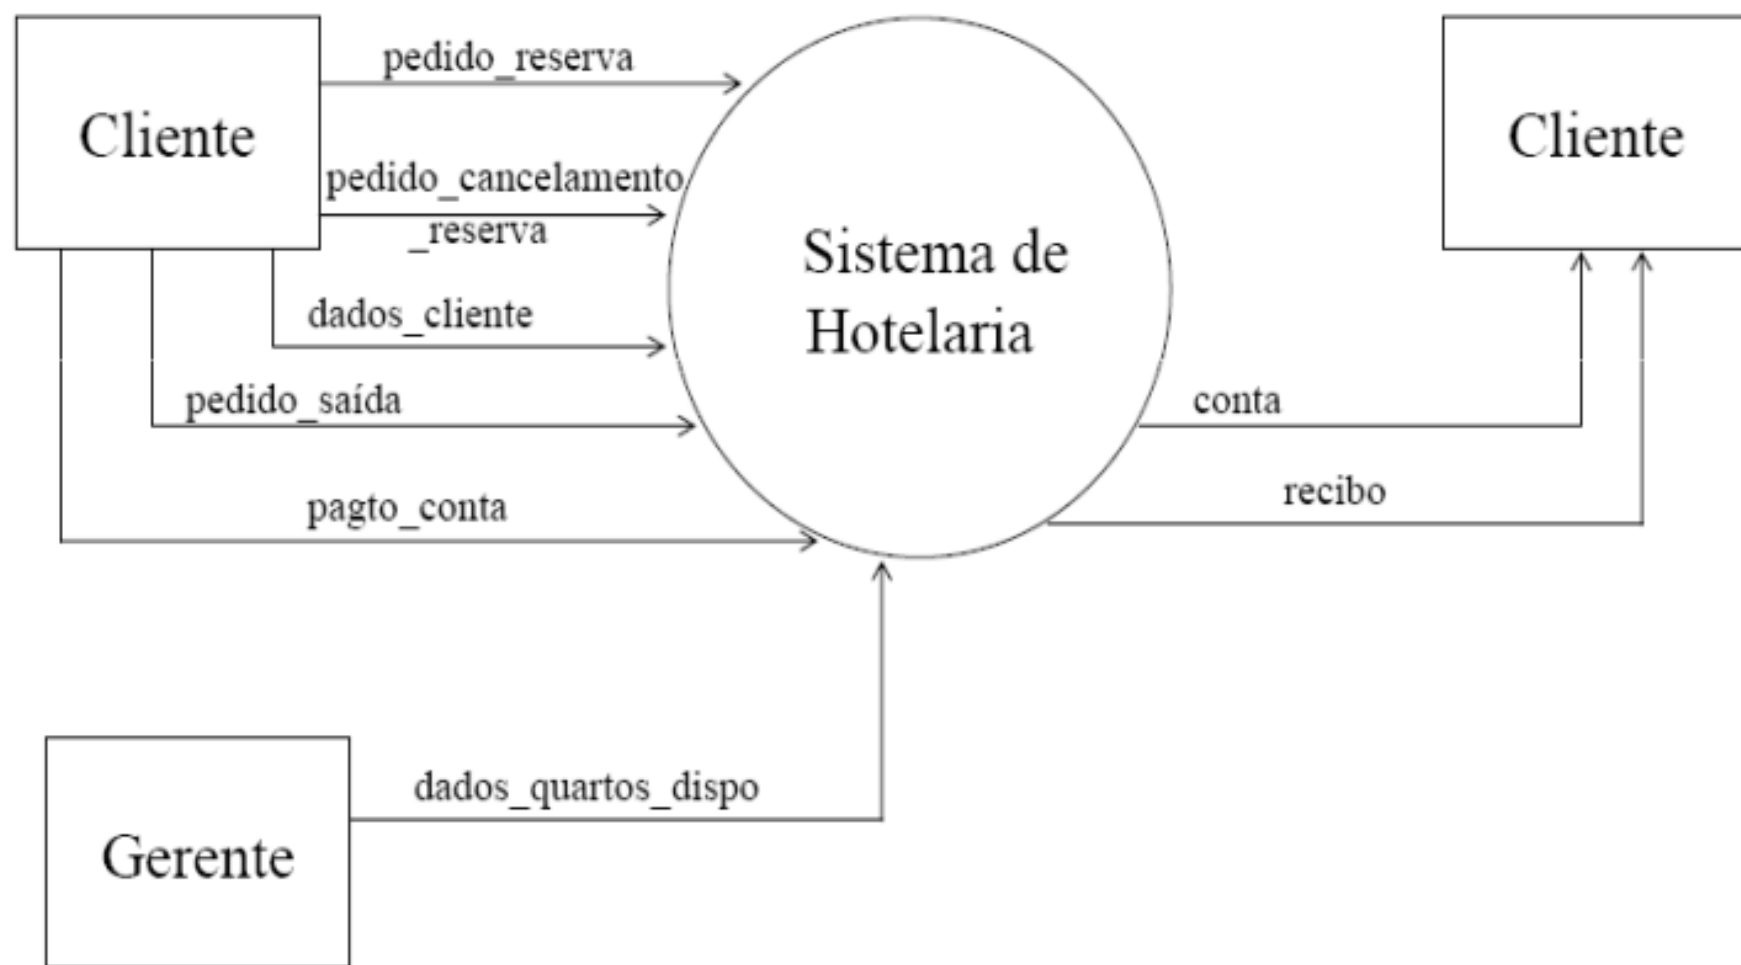 Cliente
pedido_reserva
pedido_cancelamento
_reserva
dados_cliente
pedido_saída
pagto_conta
Sistema de
Hotelaria
Cliente
conta
recibo
Gerente
dados_quartos_dispo